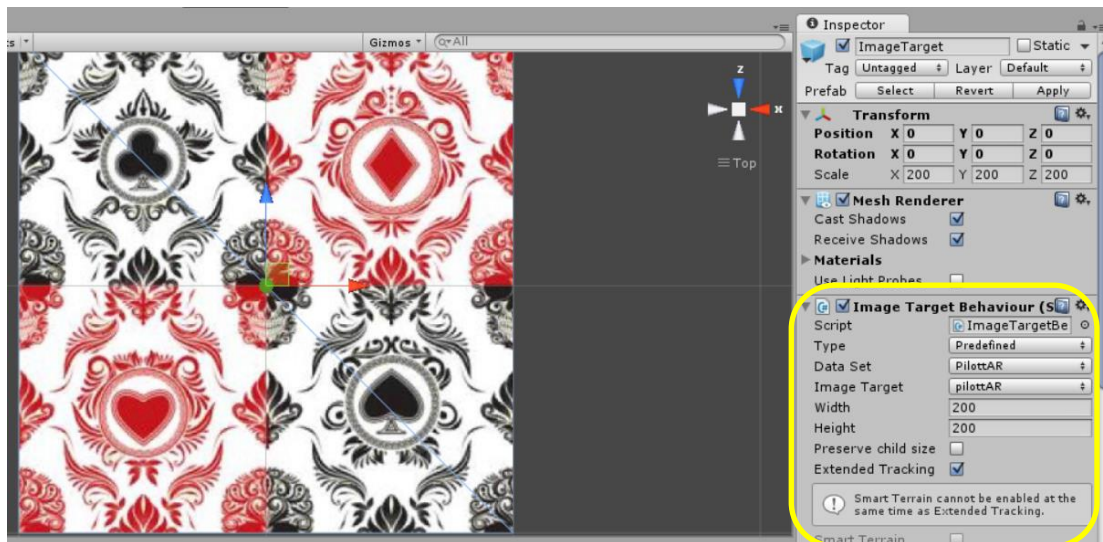 Inspector
Gizmos
All
ImageTarget Static
Tag Untagged Layer Default
Prefab Select Revert Apply
Transform
Position X 0 Y 0 Z 0
Rotation X 0 Y 0 Z 0
Scale X 200 Y 200 Z 200
z
x
Top
Mesh Renderer
Cast Shadows
Receive Shadows
Materials
Use Light Probes
Image Target Behaviour (S
Script ImageTargetBe
Type Predefined
Data Set PilottAR
Image Target pilottAR
Width 200
Height 200
Preserve child size
Extended Tracking
Smart Terrain cannot be enabled at the
same time as Extended Tracking.
Smart Terrain